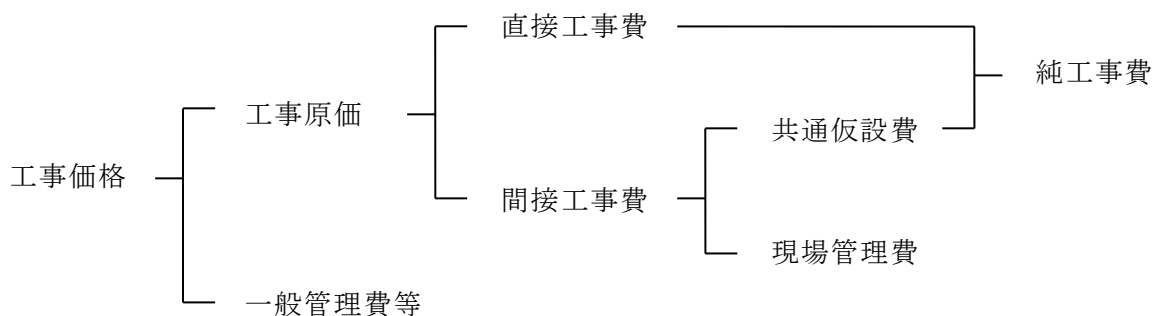 直接工事費
純工事費
工事原価
共通仮設費
工事価格
間接工事費
現場管理費
一般管理費等